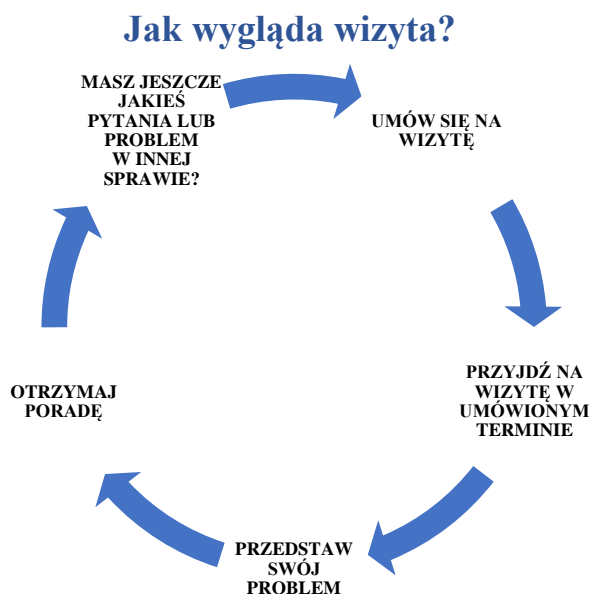 Jak wygląda wizyta?
MASZ JESZCZE
JAKIEŚ
PYTANIA LUB
PROBLEM
W INNEJ
SPRAWIE?
UMÓW SIĘ NA
WIZYTĘ
PRZYJDŹ NA
WIZYTĘ W
UMÓWIONYM
TERMINIE
PRZEDSTAW
SWÓJ
PROBLEM
OTRZYMAJ
PORADĘ